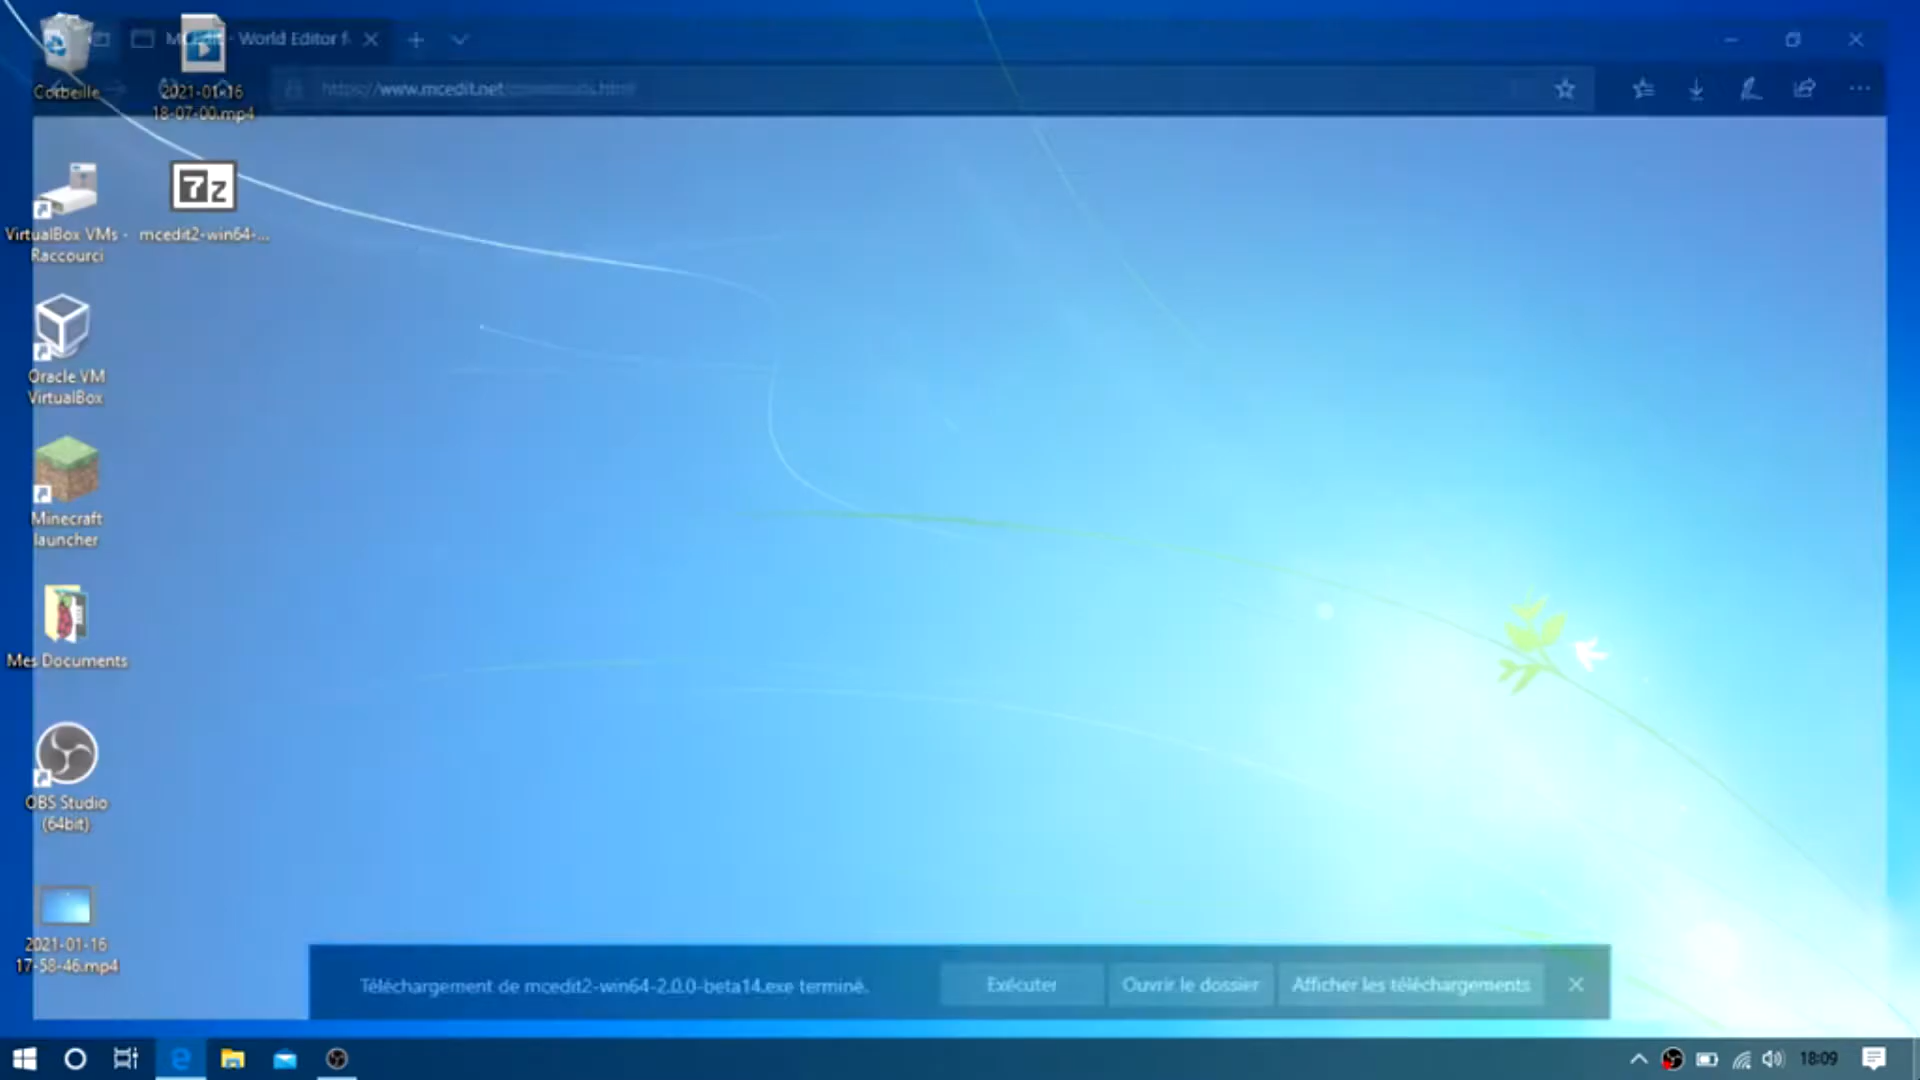 MCEdit - World Editor f
https://www.mcedit.net/downloads.html
Corbeille
2021-01-16
18-07-00.mp4
7z
VirtualBox VMs -
Raccourci
mcedit2-win64-...
Oracle VM
VirtualBox
Minecraft
launcher
Mes Documents
OBS Studio
(64bit)
2021-01-16
17-58-46.mp4
Téléchargement de mcedit2-win64-2.0.0-beta14.exe terminé.
Exécuter
Ouvrir le dossier
Afficher les téléchargements
18:09